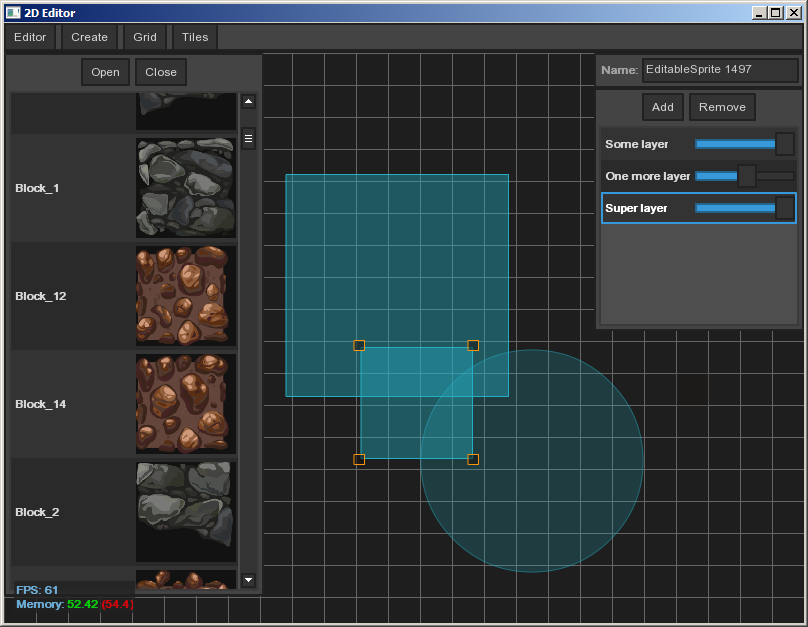 2D Editor
Editor Create Grid Tiles
Open Close
Name: EditableSprite 1497
Add Remove
Some layer
One more layer
Super layer
Block_1
Block_12
Block_14
Block_2
FPS: 61
Memory: 52.42 (54.4)